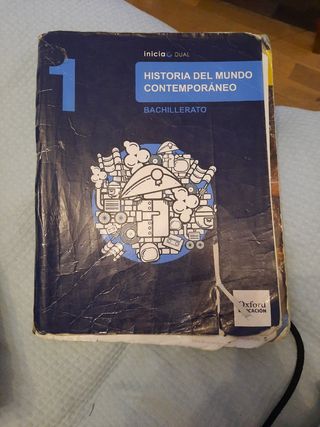 inicia DUAL
1
HISTORIA DEL MUNDO
CONTEMPORÁNEO
BACHILLERATO
Oxford